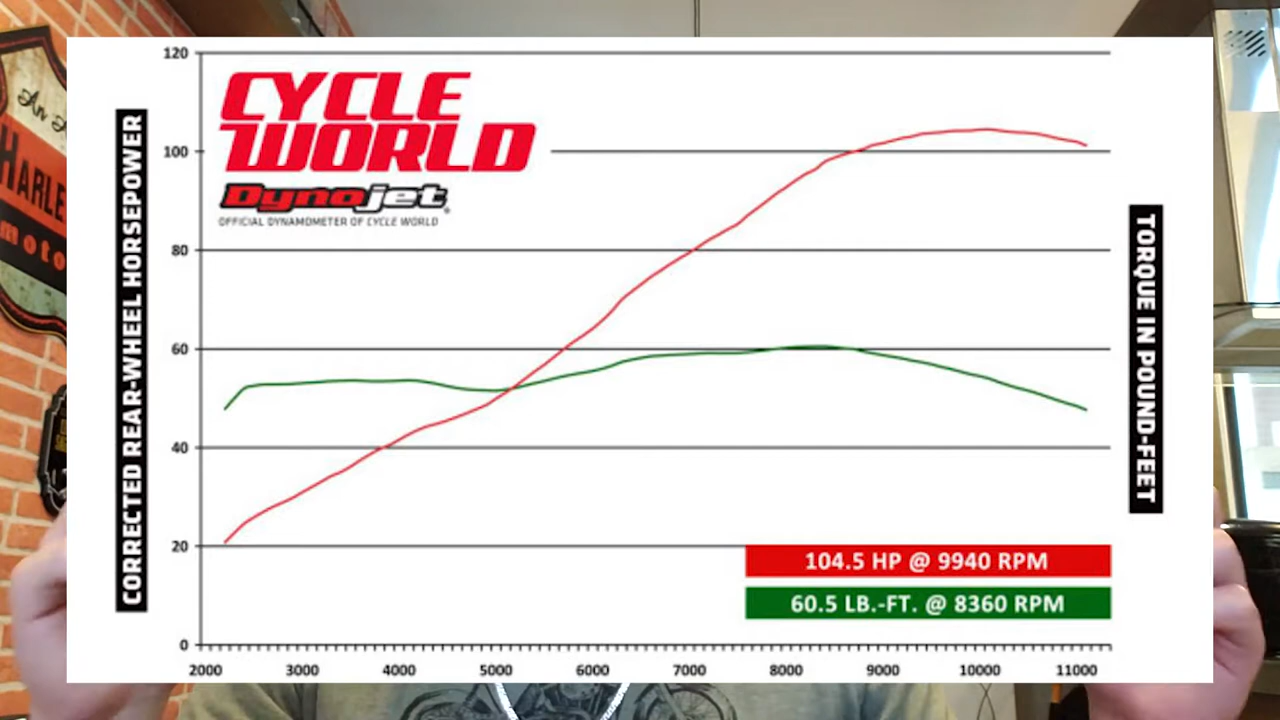 CYCLE
WORLD
Dynojet
OFFICIAL DYNAMOMETER OF CYCLE WORLD
CORRECTED REAR-WHEEL HORSEPOWER
TORQUE IN POUND-FEET
120
100
80
60
40
20
0
104.5 HP @ 9940 RPM
60.5 LB.-FT. @ 8360 RPM
2000 3000 4000 5000 6000 7000 8000 9000 10000 11000
An
HARLE
moto